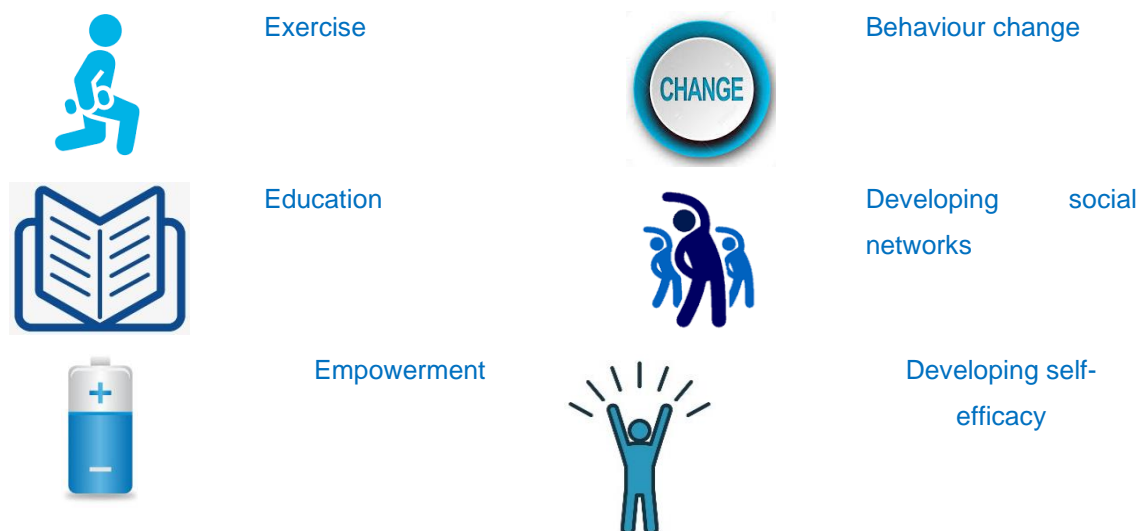 Exercise
Behaviour change
CHANGE
Education
Developing social
networks
Empowerment
Developing self-
efficacy